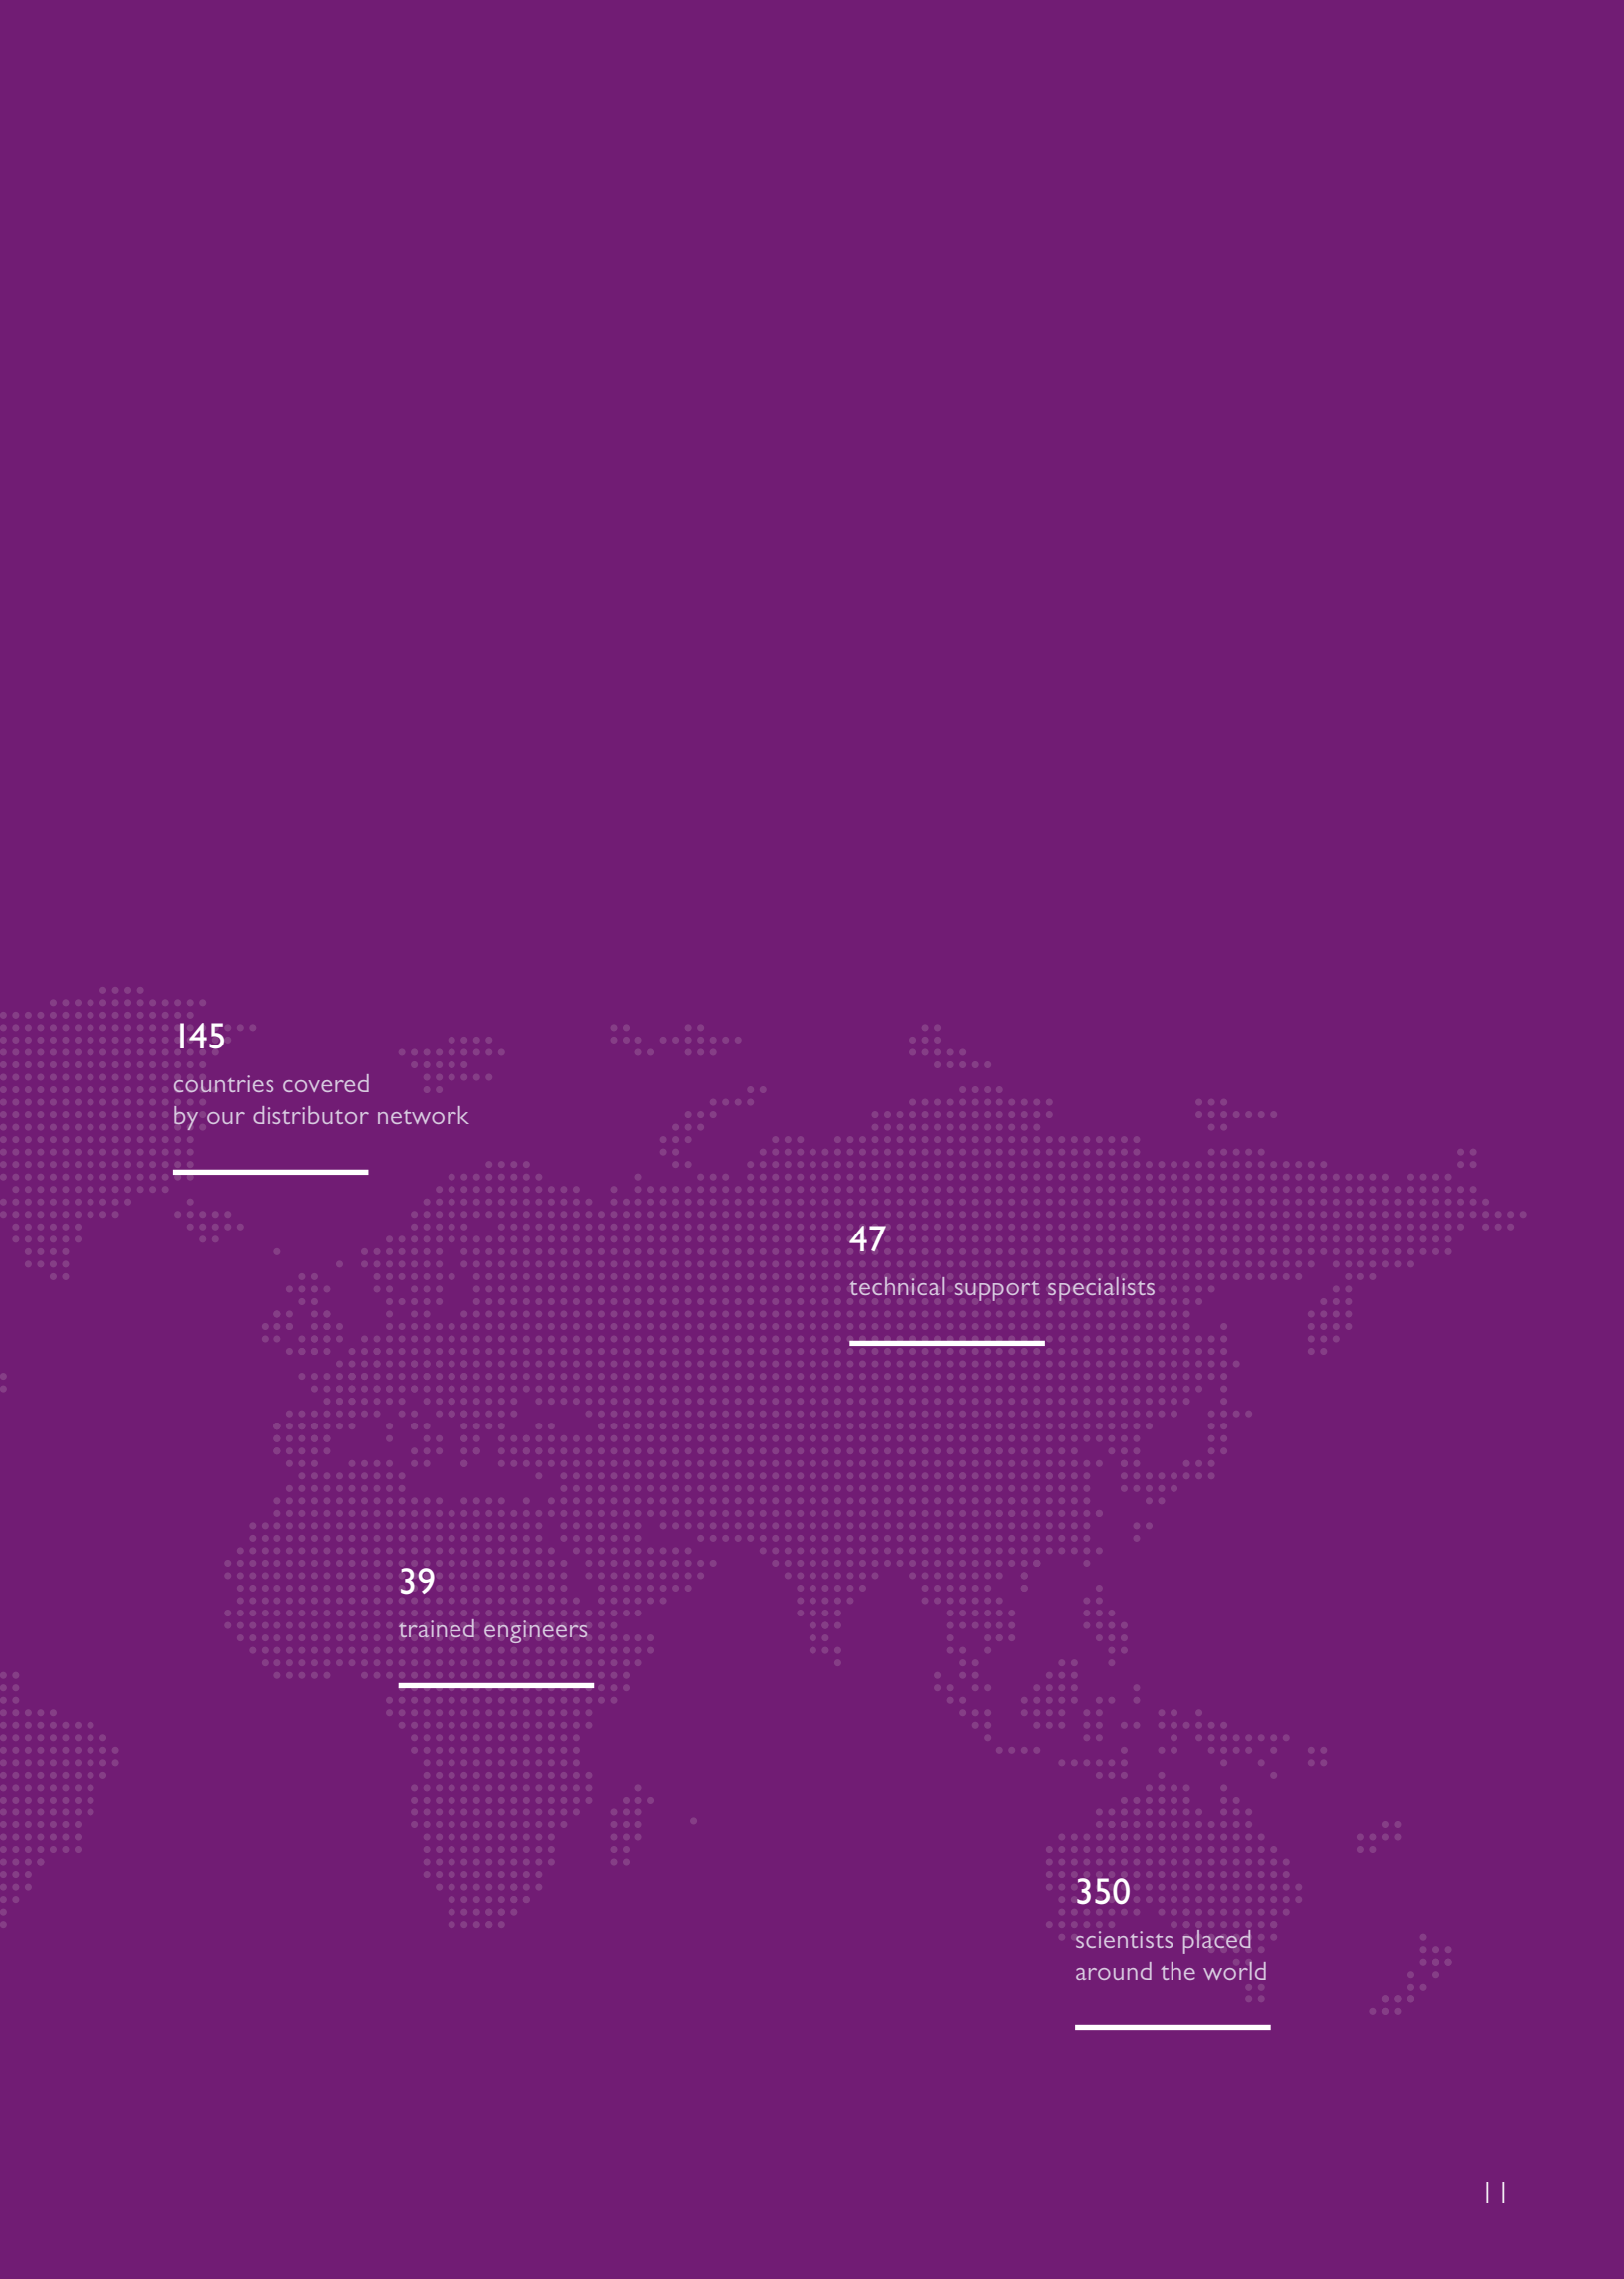 145
countries covered
by our distributor network
47
technical support specialists
39
trained engineers
350
scientists placed
around the world
11